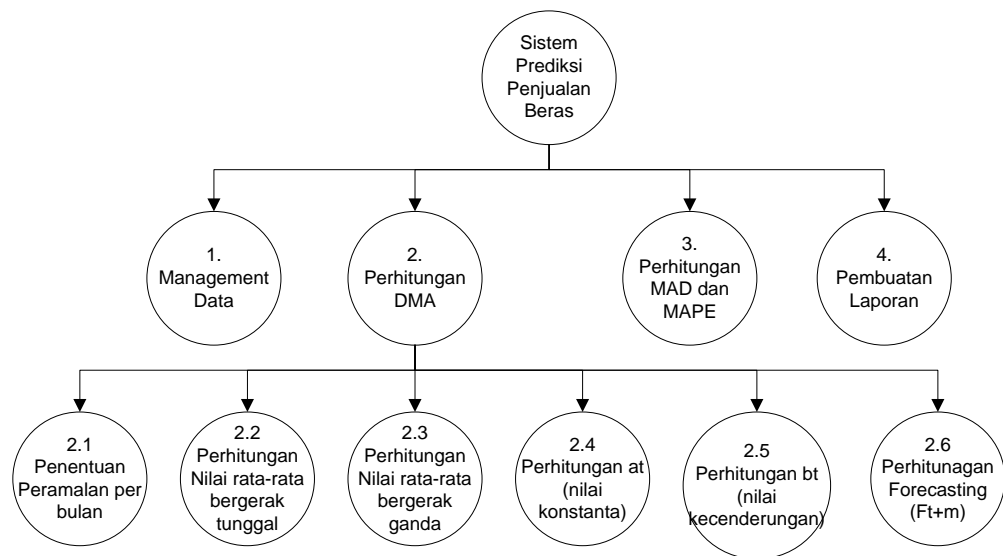 Sistem
Prediksi
Penjualan
Beras
1.
Management
Data
2.
Perhitungan
DMA
3.
Perhitungan
MAD dan
MAPE
4.
Pembuatan
Laporan
2.1
Penentuan
Peramalan per
bulan
2.2
Perhitungan
Nilai rata-rata
bergerak
tunggal
2.3
Perhitungan
Nilai rata-rata
bergerak
ganda
2.4
Perhitungan at
(nilai
konstanta)
2.5
Perhitungan bt
(nilai
kecenderungan)
2.6
Perhitunagan
Forecasting
(Ft+m)